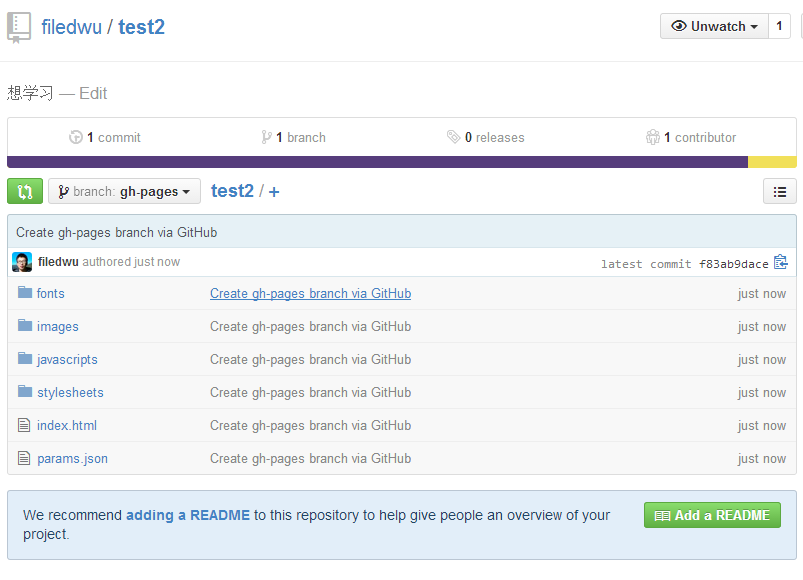 filedwu / test2
Unwatch 1
想学习 — Edit
1 commit 1 branch 0 releases 1 contributor
branch: gh-pages test2 / +
Create gh-pages branch via GitHub
filedwu authored just now latest commit f83ab9dace
fonts Create gh-pages branch via GitHub just now
images Create gh-pages branch via GitHub just now
javascripts Create gh-pages branch via GitHub just now
stylesheets Create gh-pages branch via GitHub just now
index.html Create gh-pages branch via GitHub just now
params.json Create gh-pages branch via GitHub just now
We recommend adding a README to this repository to help give people an overview of your
project.
Add a README